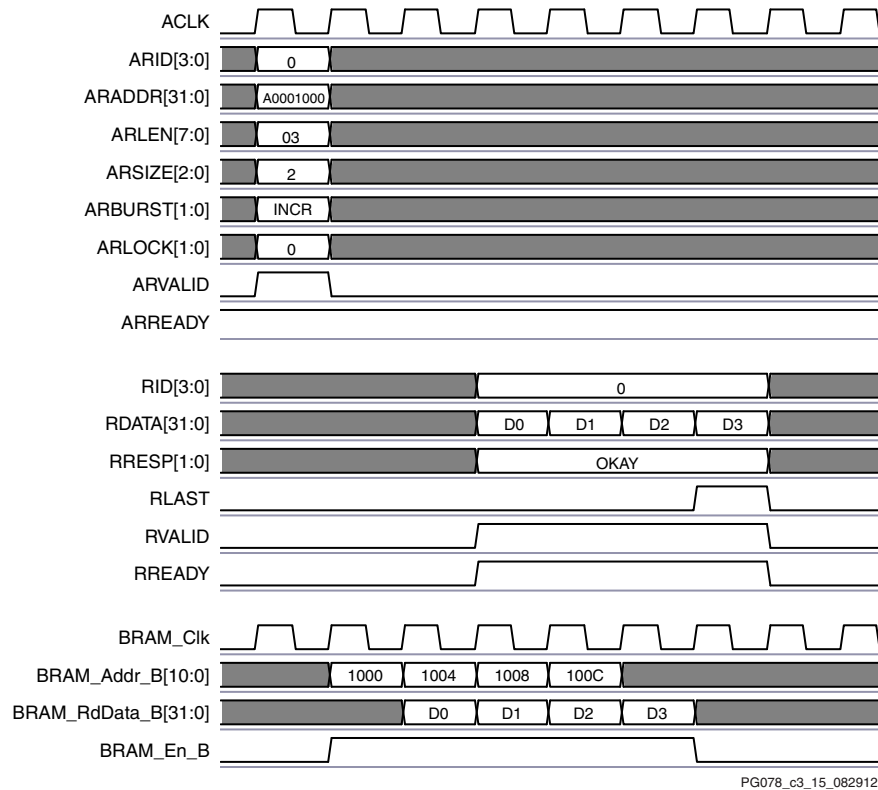 ACLK
ARID[3:0] 0
ARADDR[31:0] A0001000
ARLEN[7:0] 03
ARSIZE[2:0] 2
ARBURST[1:0] INCR
ARLOCK[1:0] 0
ARVALID
ARREADY
RID[3:0] 0
RDATA[31:0] D0 D1 D2 D3
RRESP[1:0] OKAY
RLAST
RVALID
RREADY
BRAM_Clk
BRAM_Addr_B[10:0] 1000 1004 1008 100C
BRAM_RdData_B[31:0] D0 D1 D2 D3
BRAM_En_B
PG078_c3_15_082912